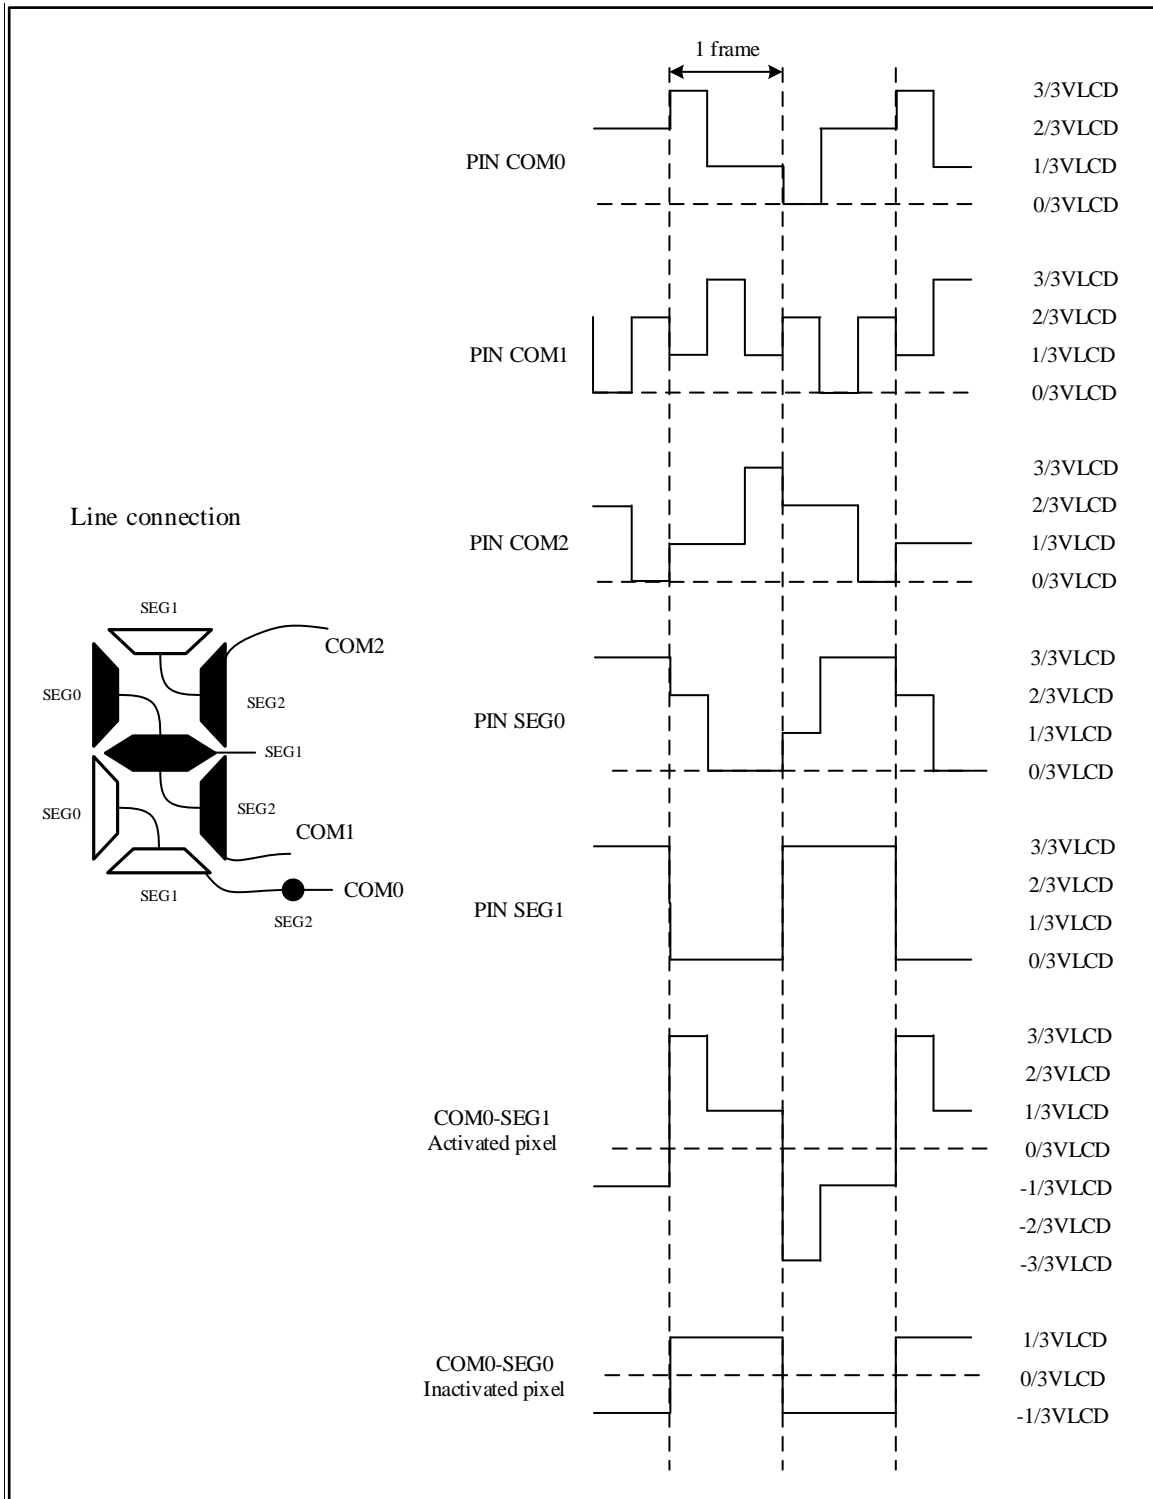 1 frame
PIN COM0
3/3VLCD
2/3VLCD
1/3VLCD
0/3VLCD
PIN COM1
3/3VLCD
2/3VLCD
1/3VLCD
0/3VLCD
PIN COM2
3/3VLCD
2/3VLCD
1/3VLCD
0/3VLCD
Line connection
SEG1
COM2
SEG0
SEG2
SEG1
SEG0
SEG2
COM1
SEG1
COM0
SEG2
PIN SEG0
3/3VLCD
2/3VLCD
1/3VLCD
0/3VLCD
PIN SEG1
3/3VLCD
2/3VLCD
1/3VLCD
0/3VLCD
COM0-SEG1
Activated pixel
3/3VLCD
2/3VLCD
1/3VLCD
0/3VLCD
-1/3VLCD
-2/3VLCD
-3/3VLCD
COM0-SEG0
Inactivated pixel
1/3VLCD
0/3VLCD
-1/3VLCD